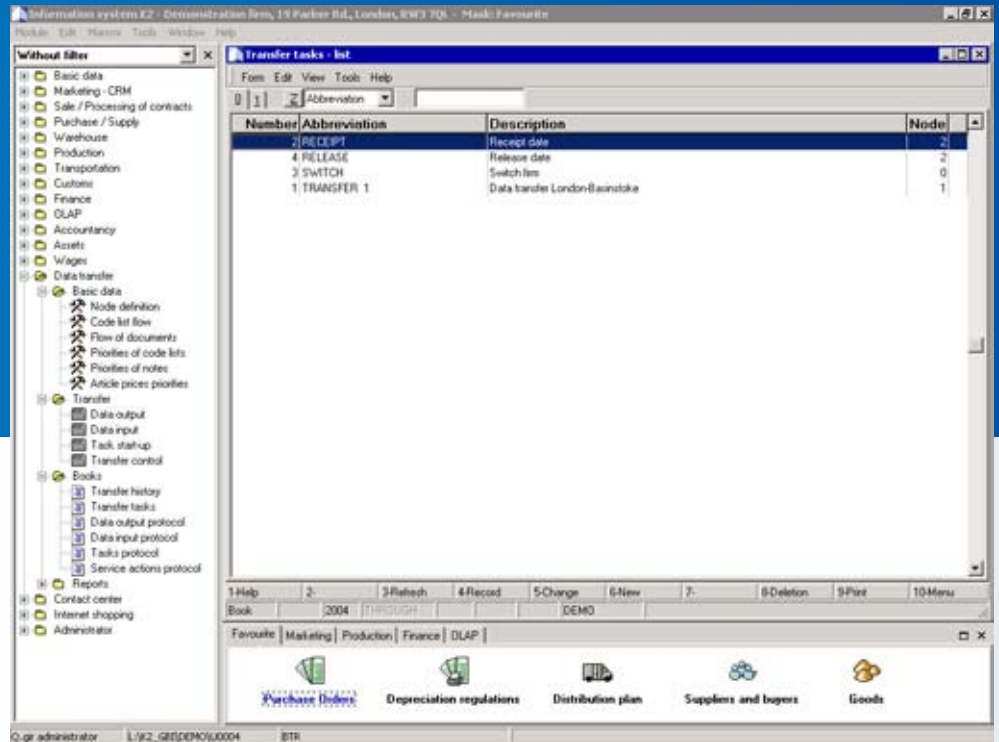 Information system K2 - Demonstration firm, 19 Parker Rd., London, RW3 7QL - Mask: Favourite
Module Edit Macros Tools Window Help
Without filter
Basic data
Marketing - CRM
Sale / Processing of contracts
Purchase / Supply
Warehouse
Production
Transportation
Customs
Finance
OLAP
Accountancy
Assets
Wages
Data transfer
Basic data
Node definition
Code list flow
Flow of documents
Priorities of code lists
Priorities of notes
Article prices priorities
Transfer
Data output
Data input
Task start-up
Transfer control
Books
Transfer history
Transfer tasks
Data output protocol
Data input protocol
Tasks protocol
Service actions protocol
Reports
Contact center
Internet shopping
Administrator
Transfer tasks - list
Form Edit View Tools Help
0 1 Z Abbreviation
Number Abbreviation Description Node
2 RECEIPT Receipt date 2
4 RELEASE Release date 2
3 SWITCH Switch firm 0
1 TRANSFER 1 Data transfer London-Basinstoke 1
1-Help 2- 3-Refresh 4-Record 5-Change 6-New 7- 8-Deletion 9-Print 10-Menu
Book 2004 THROUGH DEMO
Favourite Marketing Production Finance OLAP
Purchase Orders Depreciation regulations Distribution plan Suppliers and buyers Goods
Q.gr administrator BTR